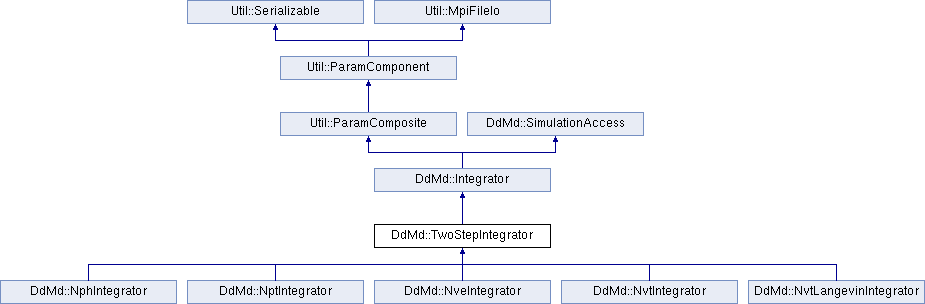 Util::Serializable
Util::MpiFileIo
Util::ParamComponent
Util::ParamComposite
DdMd::SimulationAccess
DdMd::Integrator
DdMd::TwoStepIntegrator
DdMd::NphIntegrator
DdMd::NptIntegrator
DdMd::NveIntegrator
DdMd::NvtIntegrator
DdMd::NvtLangevinIntegrator